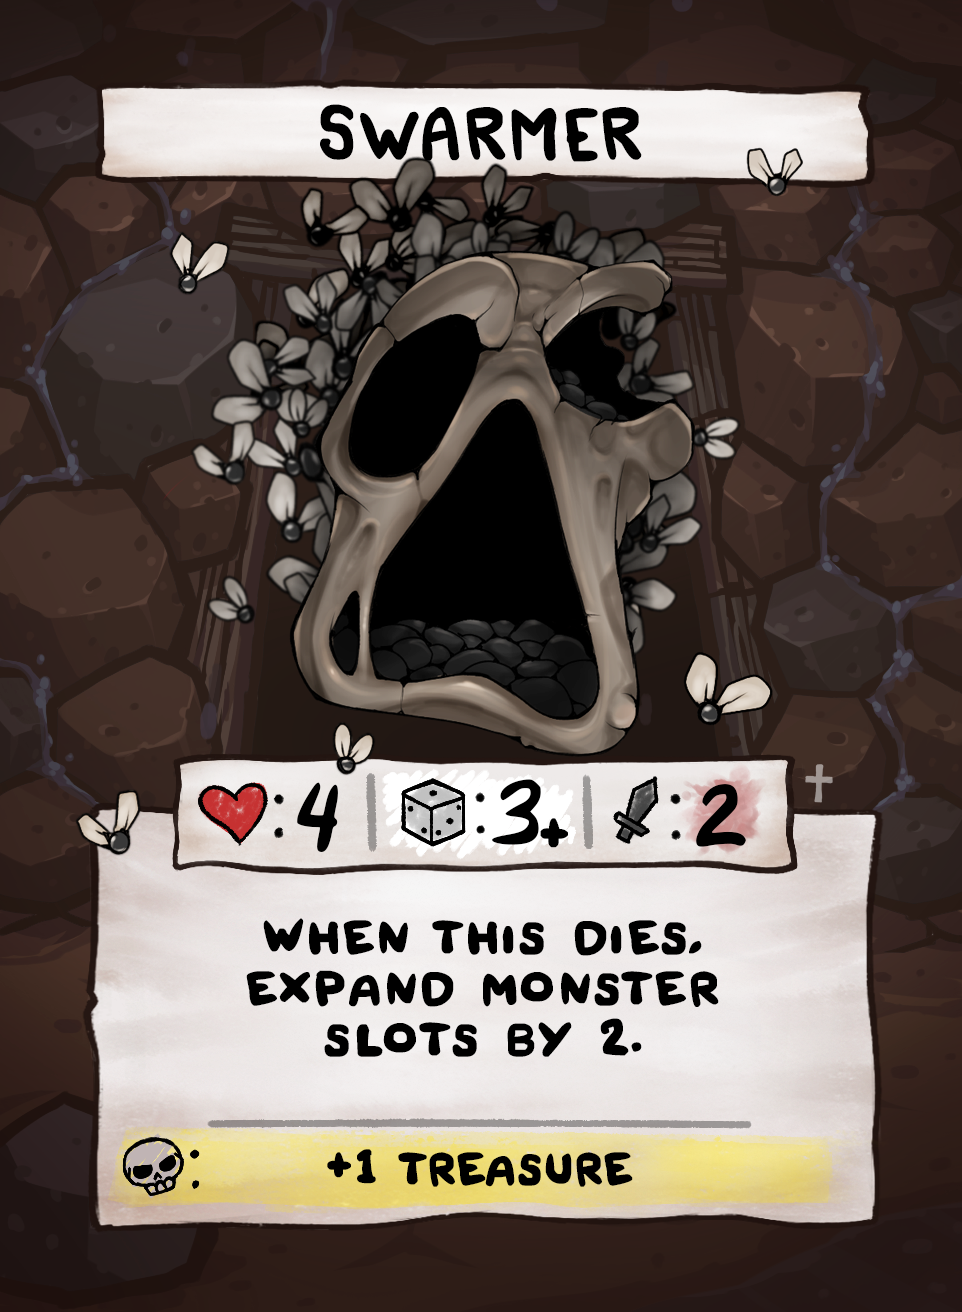 SWARMER
: 4 | : 3+ | : 2
WHEN THIS DIES,
EXPAND MONSTER
SLOTS BY 2.
: +1 TREASURE